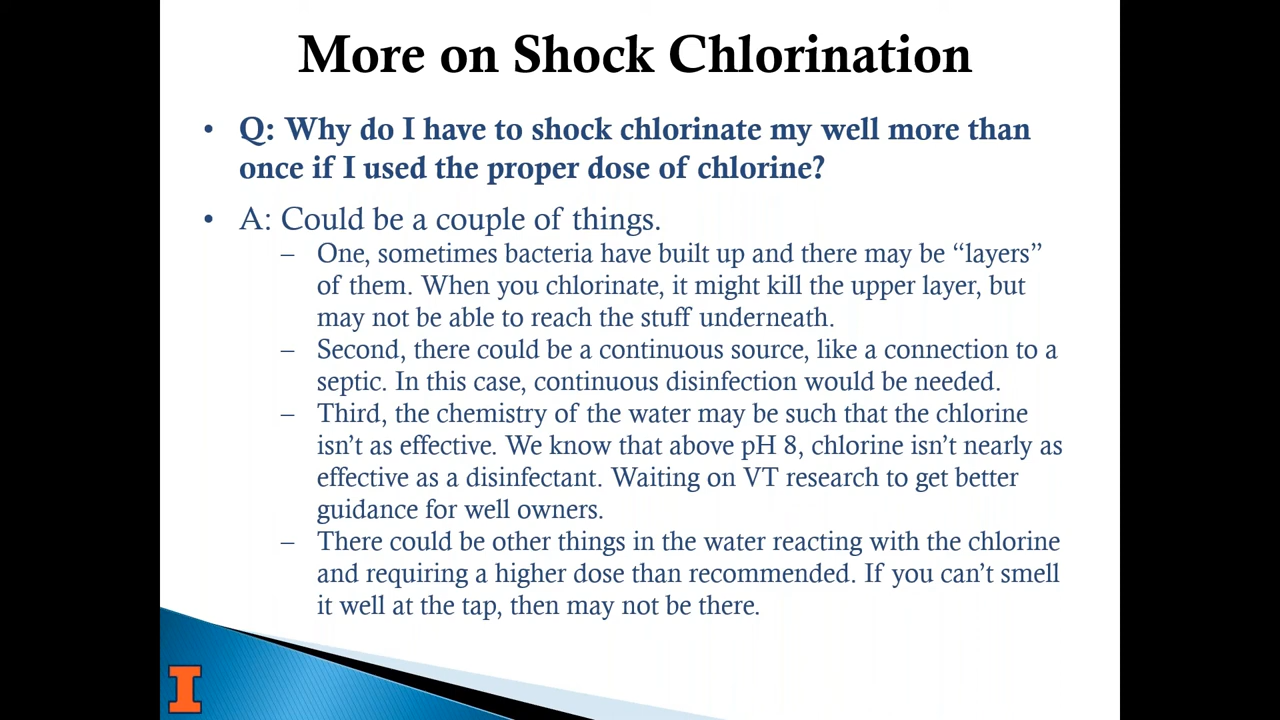 More on Shock Chlorination
• Q: Why do I have to shock chlorinate my well more than
once if I used the proper dose of chlorine?
• A: Could be a couple of things.
– One, sometimes bacteria have built up and there may be “layers”
of them. When you chlorinate, it might kill the upper layer, but
may not be able to reach the stuff underneath.
– Second, there could be a continuous source, like a connection to a
septic. In this case, continuous disinfection would be needed.
– Third, the chemistry of the water may be such that the chlorine
isn’t as effective. We know that above pH 8, chlorine isn’t nearly as
effective as a disinfectant. Waiting on VT research to get better
guidance for well owners.
– There could be other things in the water reacting with the chlorine
and requiring a higher dose than recommended. If you can’t smell
it well at the tap, then may not be there.
I